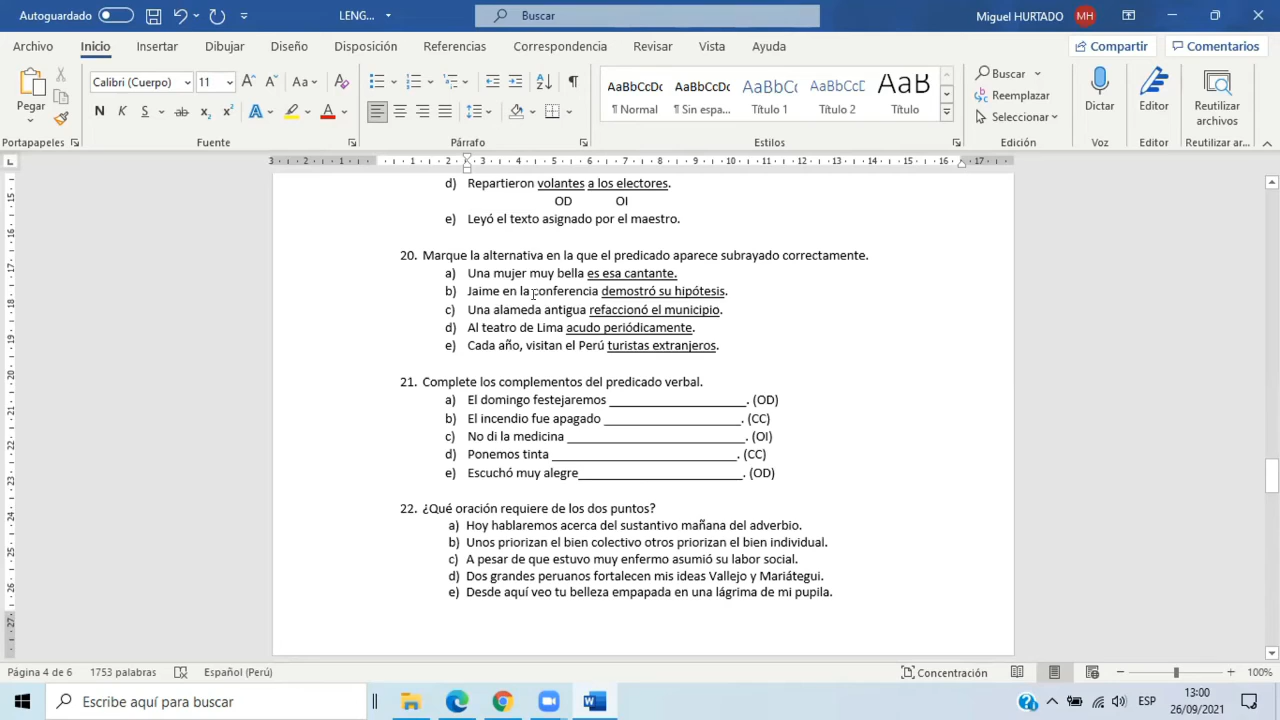 Autoguardado
LENG...
Buscar
Miguel HURTADO
MH
Archivo Inicio Insertar Dibujar Diseño Disposición Referencias Correspondencia Revisar Vista Ayuda
Compartir
Comentarios
Pegar
Calibri (Cuerpo) 11
Portapapeles
Fuente
Párrafo
AaBbCcDc AaBbCcDc AaBbCc AaBbCcD AaB
¶ Normal ¶ Sin espa... Título 1 Título 2 Título
Estilos
Buscar
Reemplazar
Seleccionar
Edición
Dictar
Voz
Editor
Editor
Reutilizar archivos
Reutilizar ar...
d) Repartieron volantes a los electores.
OD OI
e) Leyó el texto asignado por el maestro.
20. Marque la alternativa en la que el predicado aparece subrayado correctamente.
a) Una mujer muy bella es esa cantante.
b) Jaime en la conferencia demostró su hipótesis.
c) Una alameda antigua refaccionó el municipio.
d) Al teatro de Lima acudo periódicamente.
e) Cada año, visitan el Perú turistas extranjeros.
21. Complete los complementos del predicado verbal.
a) El domingo festejaremos ______________________. (OD)
b) El incendio fue apagado ______________________. (CC)
c) No di la medicina ____________________________. (OI)
d) Ponemos tinta _____________________________. (CC)
e) Escuchó muy alegre__________________________. (OD)
22. ¿Qué oración requiere de los dos puntos?
a) Hoy hablaremos acerca del sustantivo mañana del adverbio.
b) Unos priorizan el bien colectivo otros priorizan el bien individual.
c) A pesar de que estuvo muy enfermo asumió su labor social.
d) Dos grandes peruanos fortalecen mis ideas Vallejo y Mariátegui.
e) Desde aquí veo tu belleza empapada en una lágrima de mi pupila.
Página 4 de 6 1753 palabras Español (Perú) Concentración 100%
Escribe aquí para buscar
ESP
13:00
26/09/2021